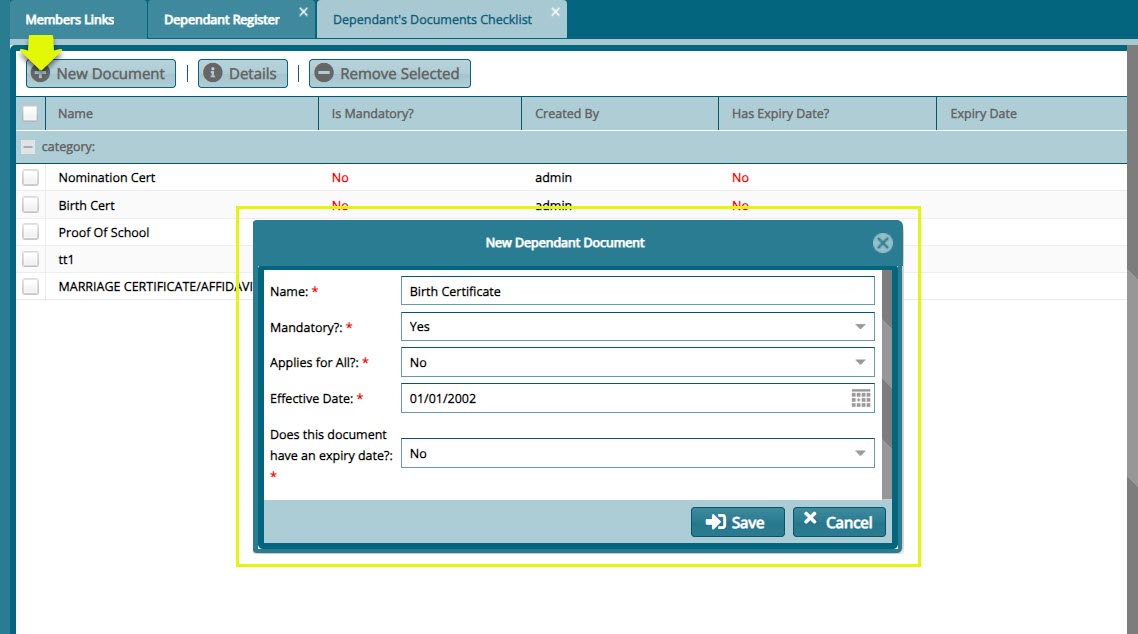 Members Links Dependant Register Dependant's Documents Checklist
New Document Details Remove Selected
Name Is Mandatory? Created By Has Expiry Date? Expiry Date
category:
Nomination Cert No admin No
Birth Cert No admin No
Proof Of School
tt1
MARRIAGE CERTIFICATE/AFFIDAVI
New Dependant Document
Name: * Birth Certificate
Mandatory?: * Yes
Applies for All?: * No
Effective Date: * 01/01/2002
Does this document
have an expiry date?: No
*
Save Cancel